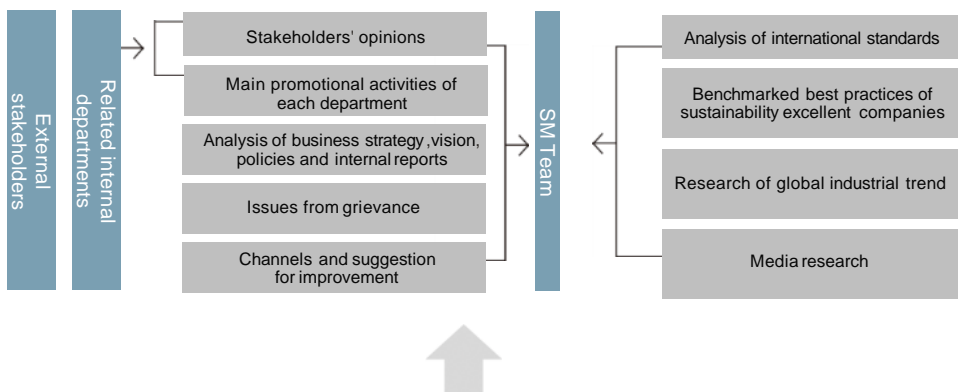 External
stakeholders
Related internal
departments
Stakeholders' opinions
Main promotional activities of
each department
Analysis of business strategy ,vision,
policies and internal reports
Issues from grievance
Channels and suggestion
for improvement
SM Team
Analysis of international standards
Benchmarked best practices of
sustainability excellent companies
Research of global industrial trend
Media research